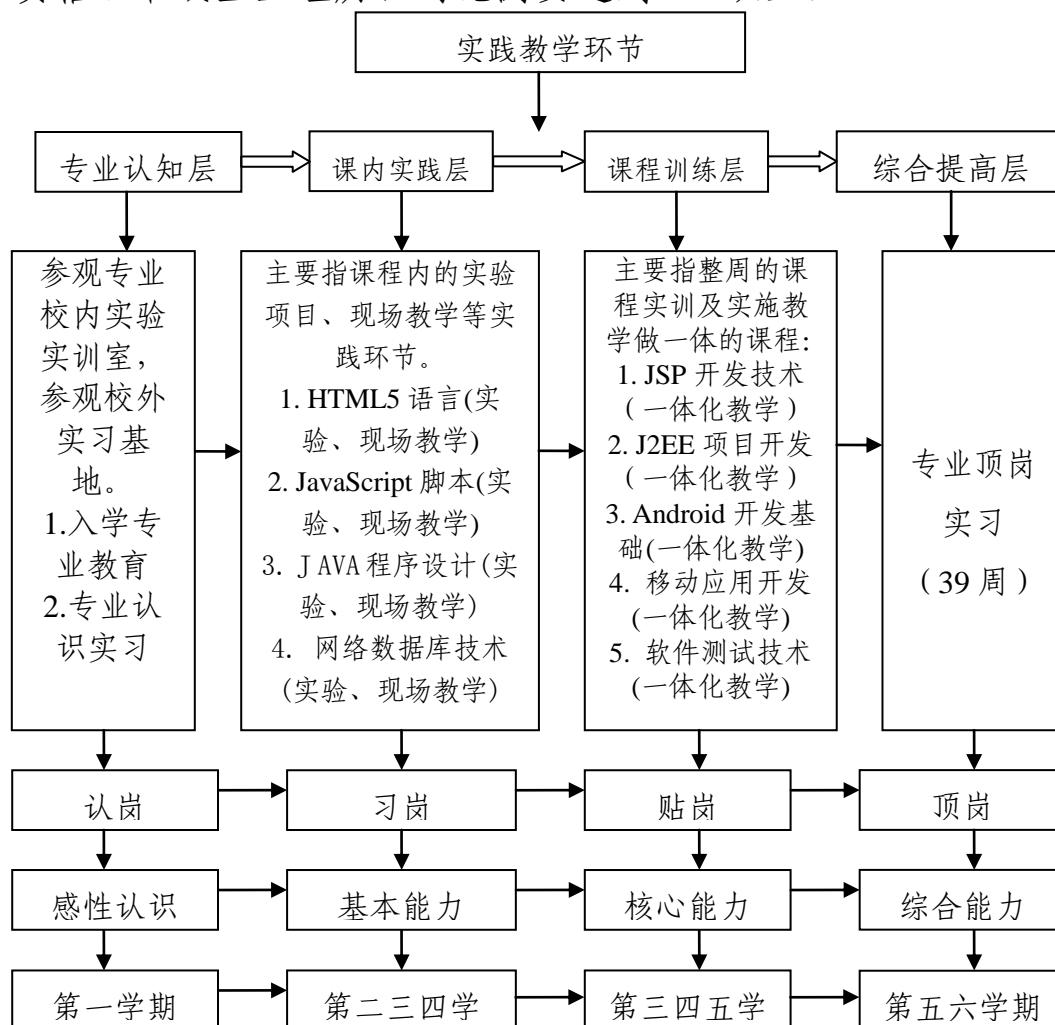 实践教学环节
专业认知层
课内实践层
课程训练层
综合提高层
参观专业
校内实验
实训室,
参观校外
实习基
地。
1.入学专
业教育
2.专业认
识实习
主要指课程内的实验
项目、现场教学等实
践环节。
1. HTML5 语言(实
验、现场教学)
2. JavaScript 脚本(实
验、现场教学)
3. JAVA 程序设计(实
验、现场教学)
4. 网络数据库技术
(实验、现场教学)
主要指整周的课
程实训及实施教
学做一体的课程:
1. JSP 开发技术
(一体化教学)
2. J2EE 项目开发
(一体化教学)
3. Android 开发基
础(一体化教学)
4. 移动应用开发
(一体化教学)
5. 软件测试技术
(一体化教学)
专业顶岗
实习
(39 周)
认岗
习岗
贴岗
顶岗
感性认识
基本能力
核心能力
综合能力
第一学期
第二三四学
第三四五学
第五六学期